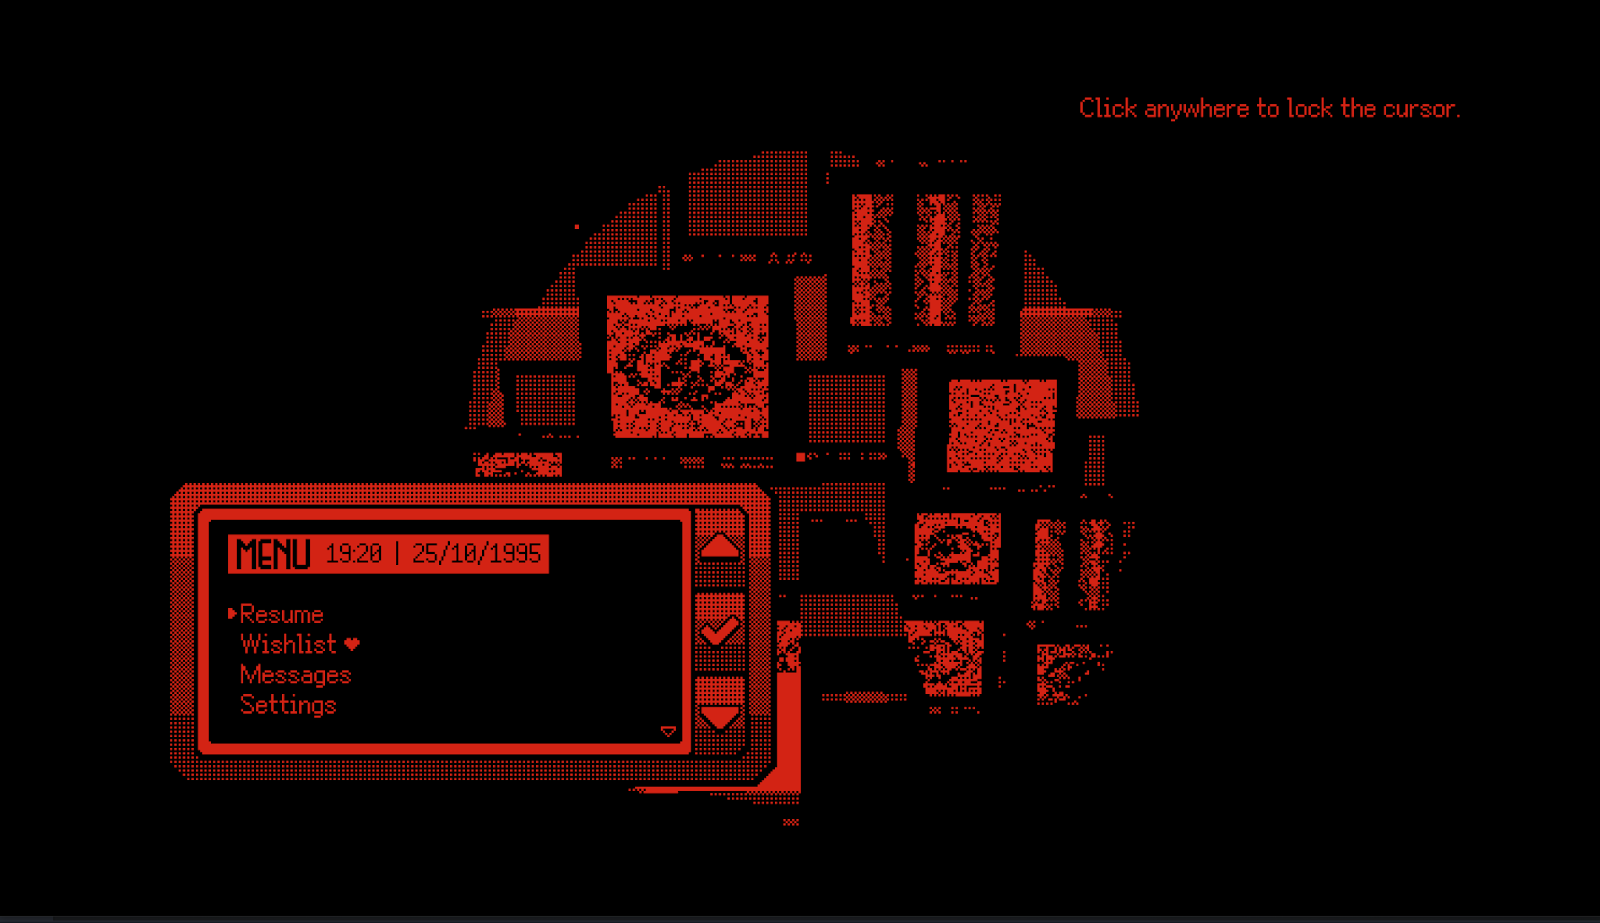 Click anywhere to lock the cursor.
MENU 19:20 | 25/10/1995
Resume
Wishlist ♥
Messages
Settings